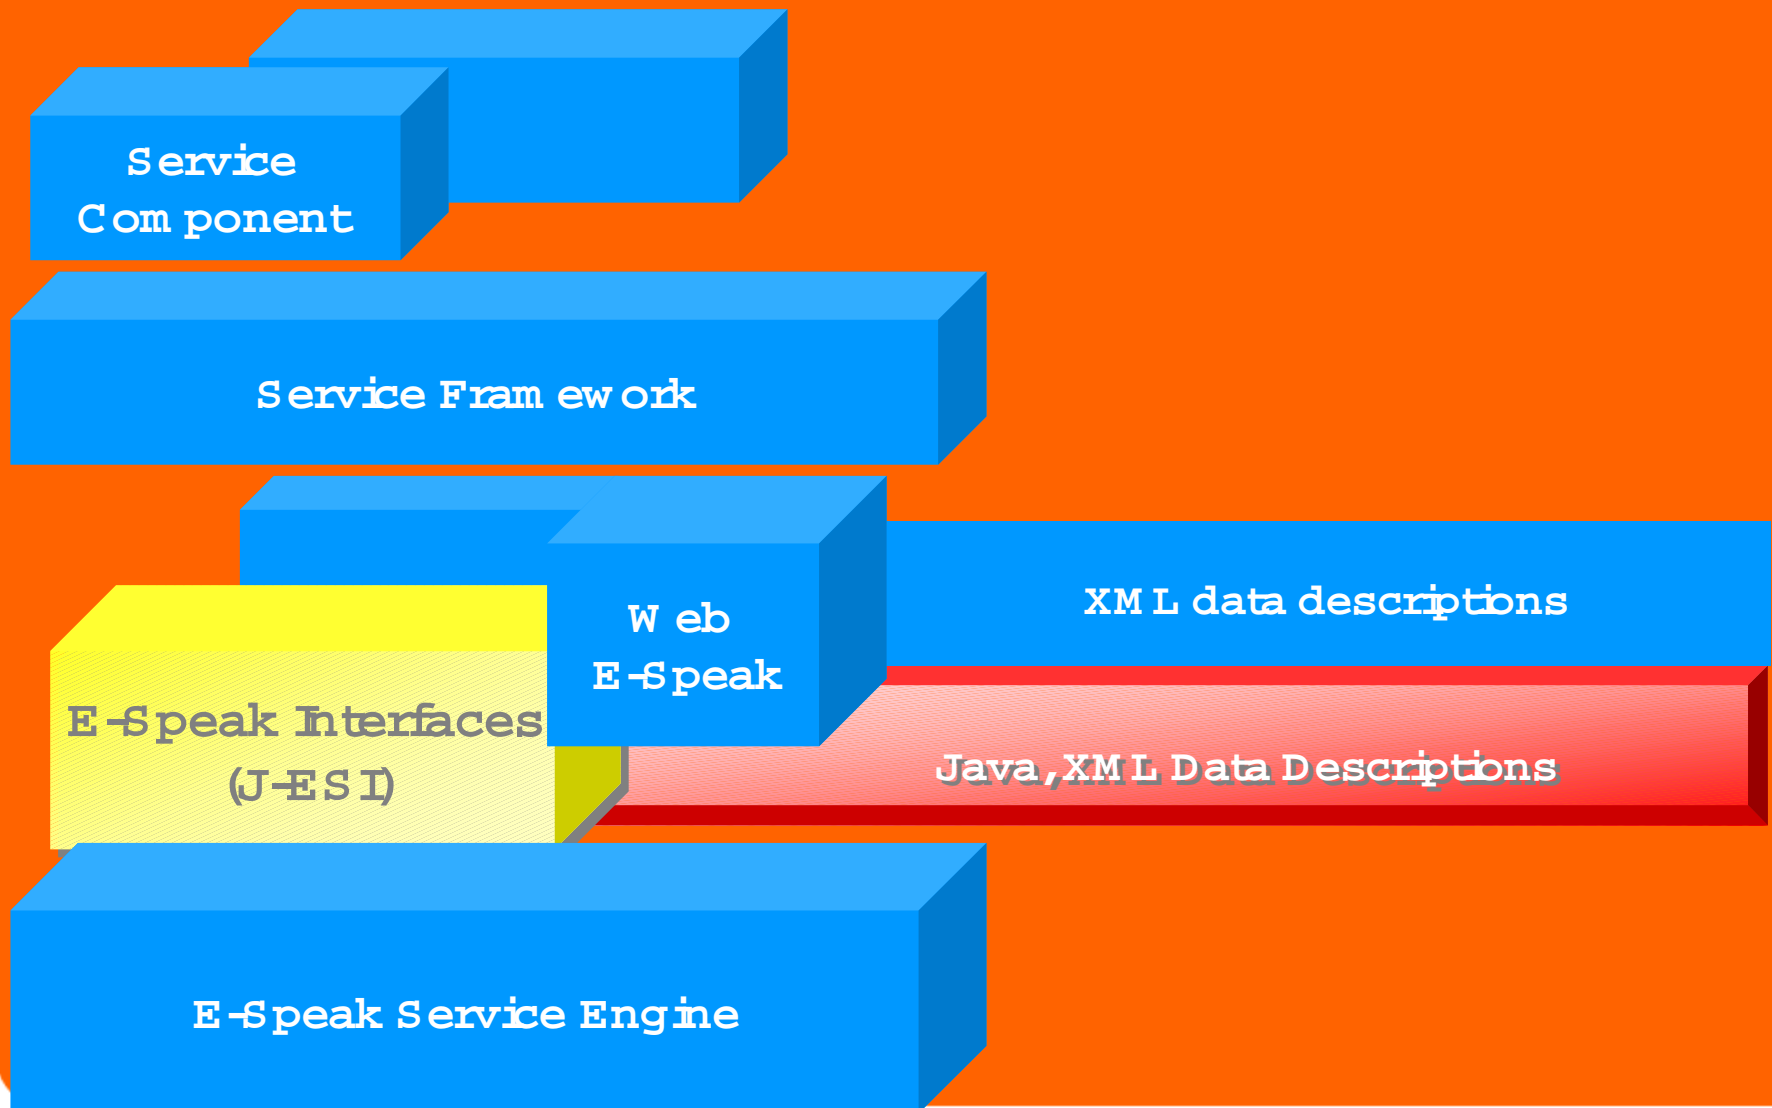 Service
Component
Service Framework
XML data descriptions
Web
E-Speak
E-Speak Interfaces
(J-ESI)
Java, XML Data Descriptions
E-Speak Service Engine